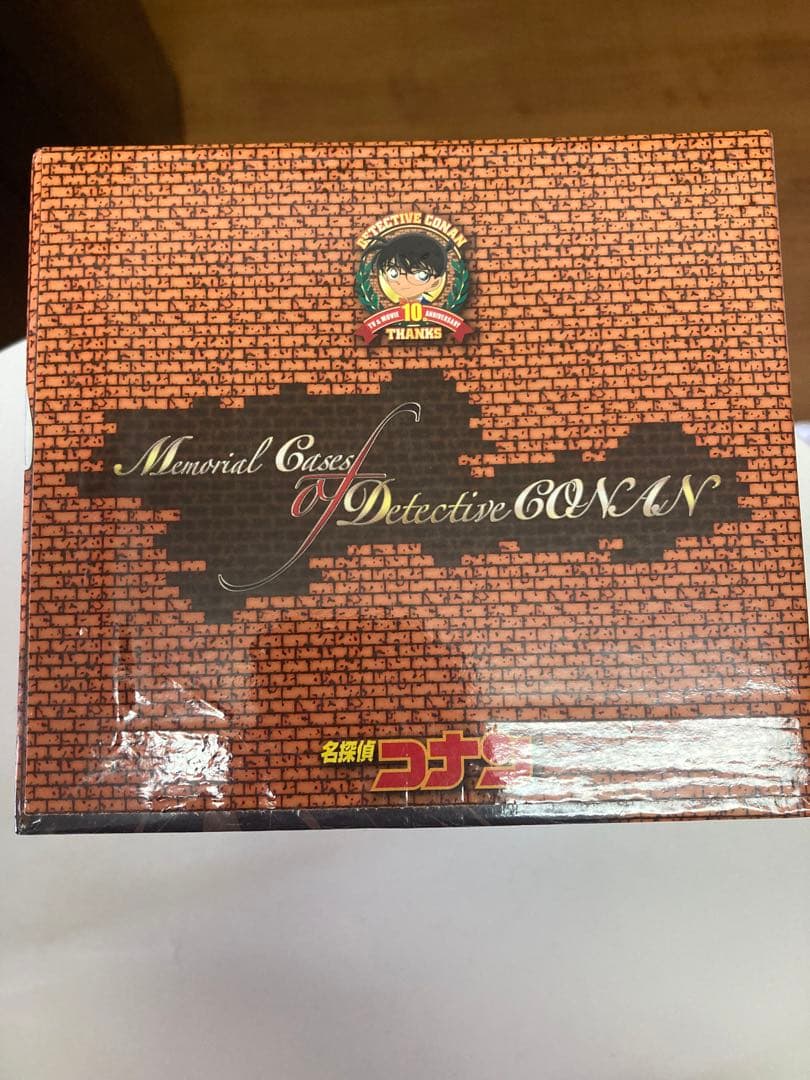 DETECTIVE CONAN
TV & MOVIE 10 ANNIVERSARY
THANKS
Memorial Cases
of Detective CONAN
名探偵コナン